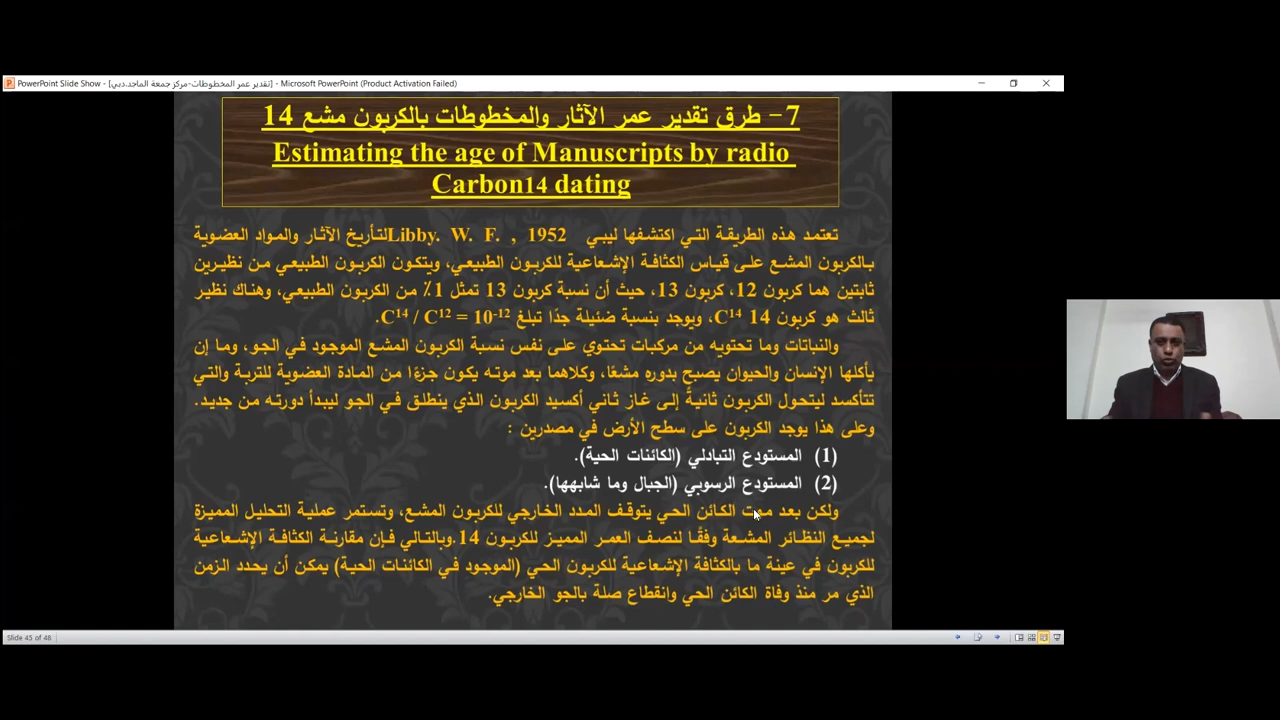 PowerPoint Slide Show - [تقدير عمر المخطوطات-مركز جمعة الماجد.دبي] - Microsoft PowerPoint (Product Activation Failed)
7- طرق تقدير عمر الآثار والمخطوطات بالكربون مشع 14
Estimating the age of Manuscripts by radio
Carbon14 dating
تعتمد هذه الطريقة التي اكتشفها ليبي Libby. W. F. , 1952 لتأريخ الآثار والمواد العضوية
بالكربون المشع على قياس الكثافة الإشعاعية للكربون الطبيعي، ويتكون الكربون الطبيعي من نظيرين
ثابتين هما كربون 12، كربون 13، حيث أن نسبة كربون 13 تمثل 1٪ من الكربون الطبيعي، وهناك نظير
ثالث هو كربون 14 C¹⁴، ويوجد بنسبة ضئيلة جدًا تبلغ C¹⁴ / C¹² = 10⁻¹².
والنباتات وما تحتويه من مركبات تحتوي على نفس نسبة الكربون المشع الموجود في الجو، وما إن
يأكلها الإنسان والحيوان يصبح بدوره مشعًا، وكلاهما بعد موته يكون جزءًا من المادة العضوية للتربة والتي
تتأكسد ليتحول الكربون ثانيةً إلى غاز ثاني أكسيد الكربون الذي ينطلق في الجو ليبدأ دورته من جديد.
وعلى هذا يوجد الكربون على سطح الأرض في مصدرين :
(1) المستودع التبادلي (الكائنات الحية).
(2) المستودع الرسوبي (الجبال وما شابهها).
ولكن بعد موت الكائن الحي يتوقف المدد الخارجي للكربون المشع، وتستمر عملية التحليل المميزة
لجميع النظائر المشعة وفقًا لنصف العمر المميز للكربون 14.وبالتالي فإن مقارنة الكثافة الإشعاعية
للكربون في عينة ما بالكثافة الإشعاعية للكربون الحي (الموجود في الكائنات الحية) يمكن أن يحدد الزمن
الذي مر منذ وفاة الكائن الحي وانقطاع صلة بالجو الخارجي.
Slide 45 of 48